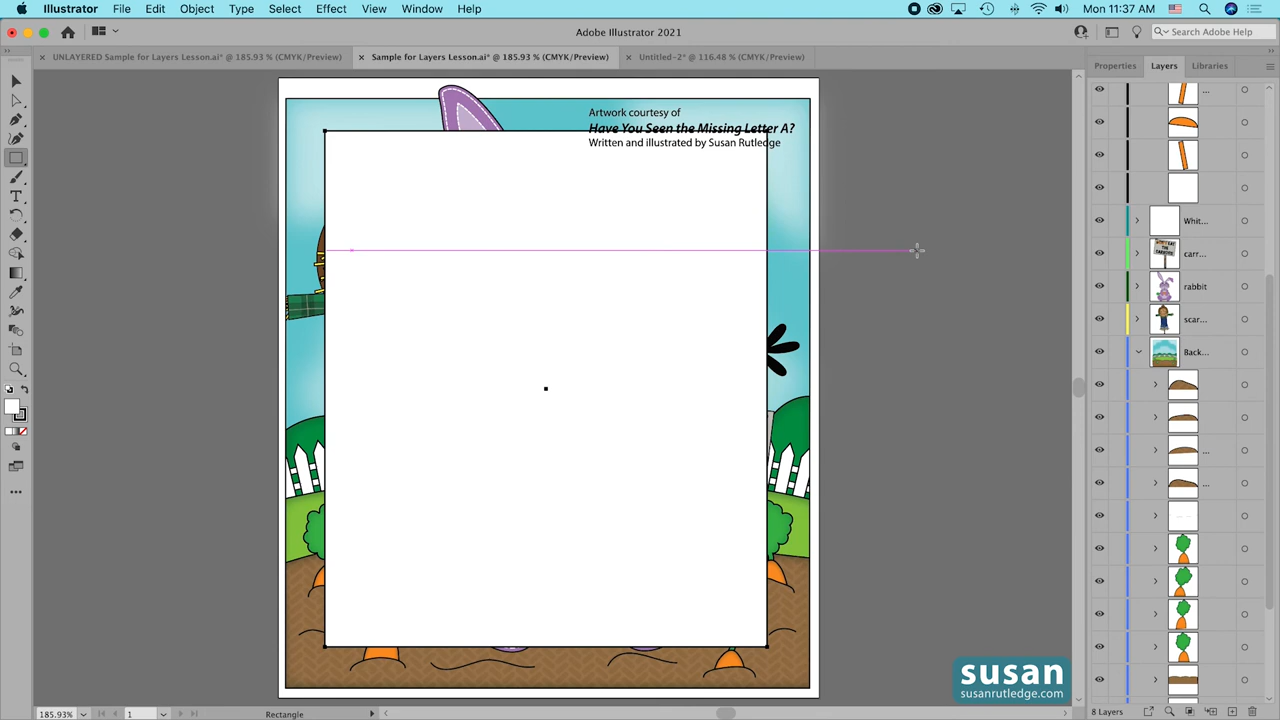 Illustrator File Edit Object Type Select Effect View Window Help Mon 11:37 AM
Adobe Illustrator 2021 Search Adobe Help
UNLAYERED Sample for Layers Lesson.ai* @ 185.93 % (CMYK/Preview) Sample for Layers Lesson.ai* @ 185.93 % (CMYK/Preview) Untitled-2* @ 116.48 % (CMYK/Preview) Properties Layers Libraries
Artwork courtesy of
Have You Seen the Missing Letter A?
Written and illustrated by Susan Rutledge
...
Whit...
carr...
rabbit
scar...
Back...
...
...
susan
susanrutledge.com
185.93% 1 Rectangle 8 Layers